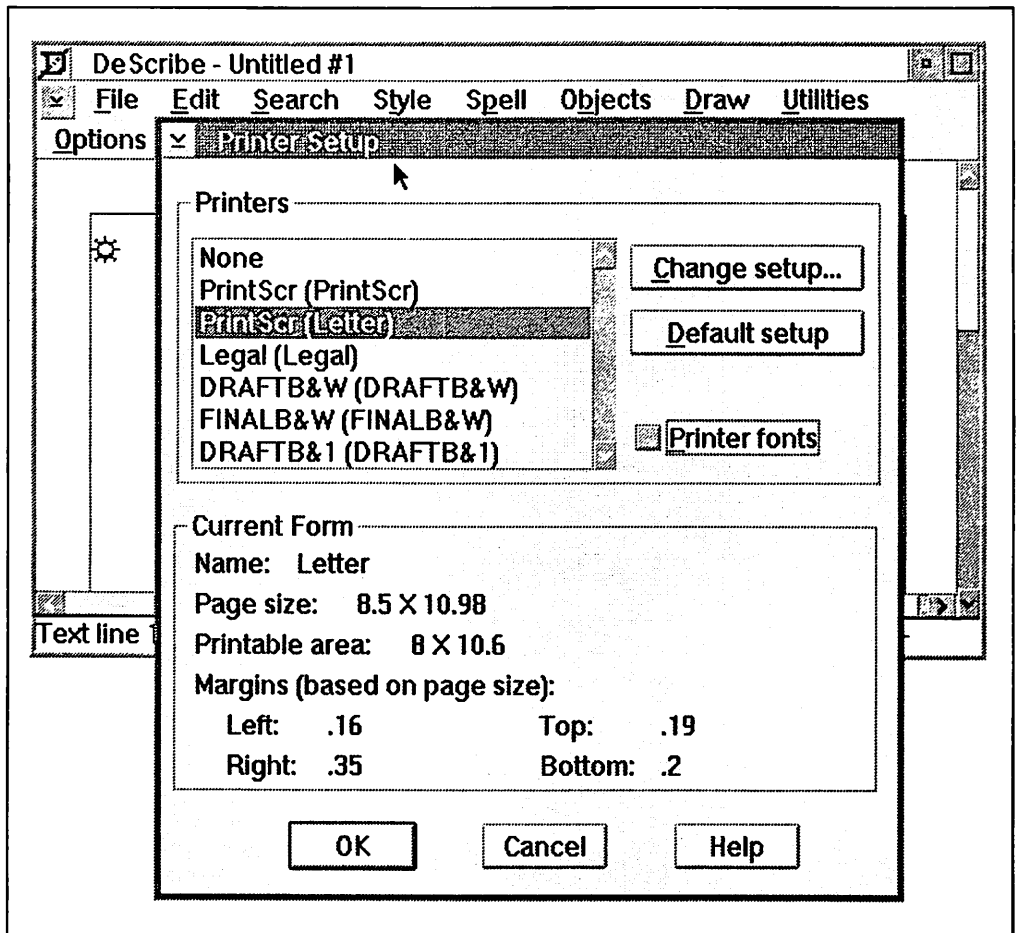 DeScribe - Untitled #1
File Edit Search Style Spell Objects Draw Utilities
Options
Printer Setup
Printers
None
PrintScr (PrintScr)
PrintScr (Letter)
Legal (Legal)
DRAFTB&W (DRAFTB&W)
FINALB&W (FINALB&W)
DRAFTB&1 (DRAFTB&1)
Change setup...
Default setup
Printer fonts
Current Form
Name: Letter
Page size: 8.5 X 10.98
Printable area: 8 X 10.6
Margins (based on page size):
Left: .16 Top: .19
Right: .35 Bottom: .2
Text line 1
OK Cancel Help